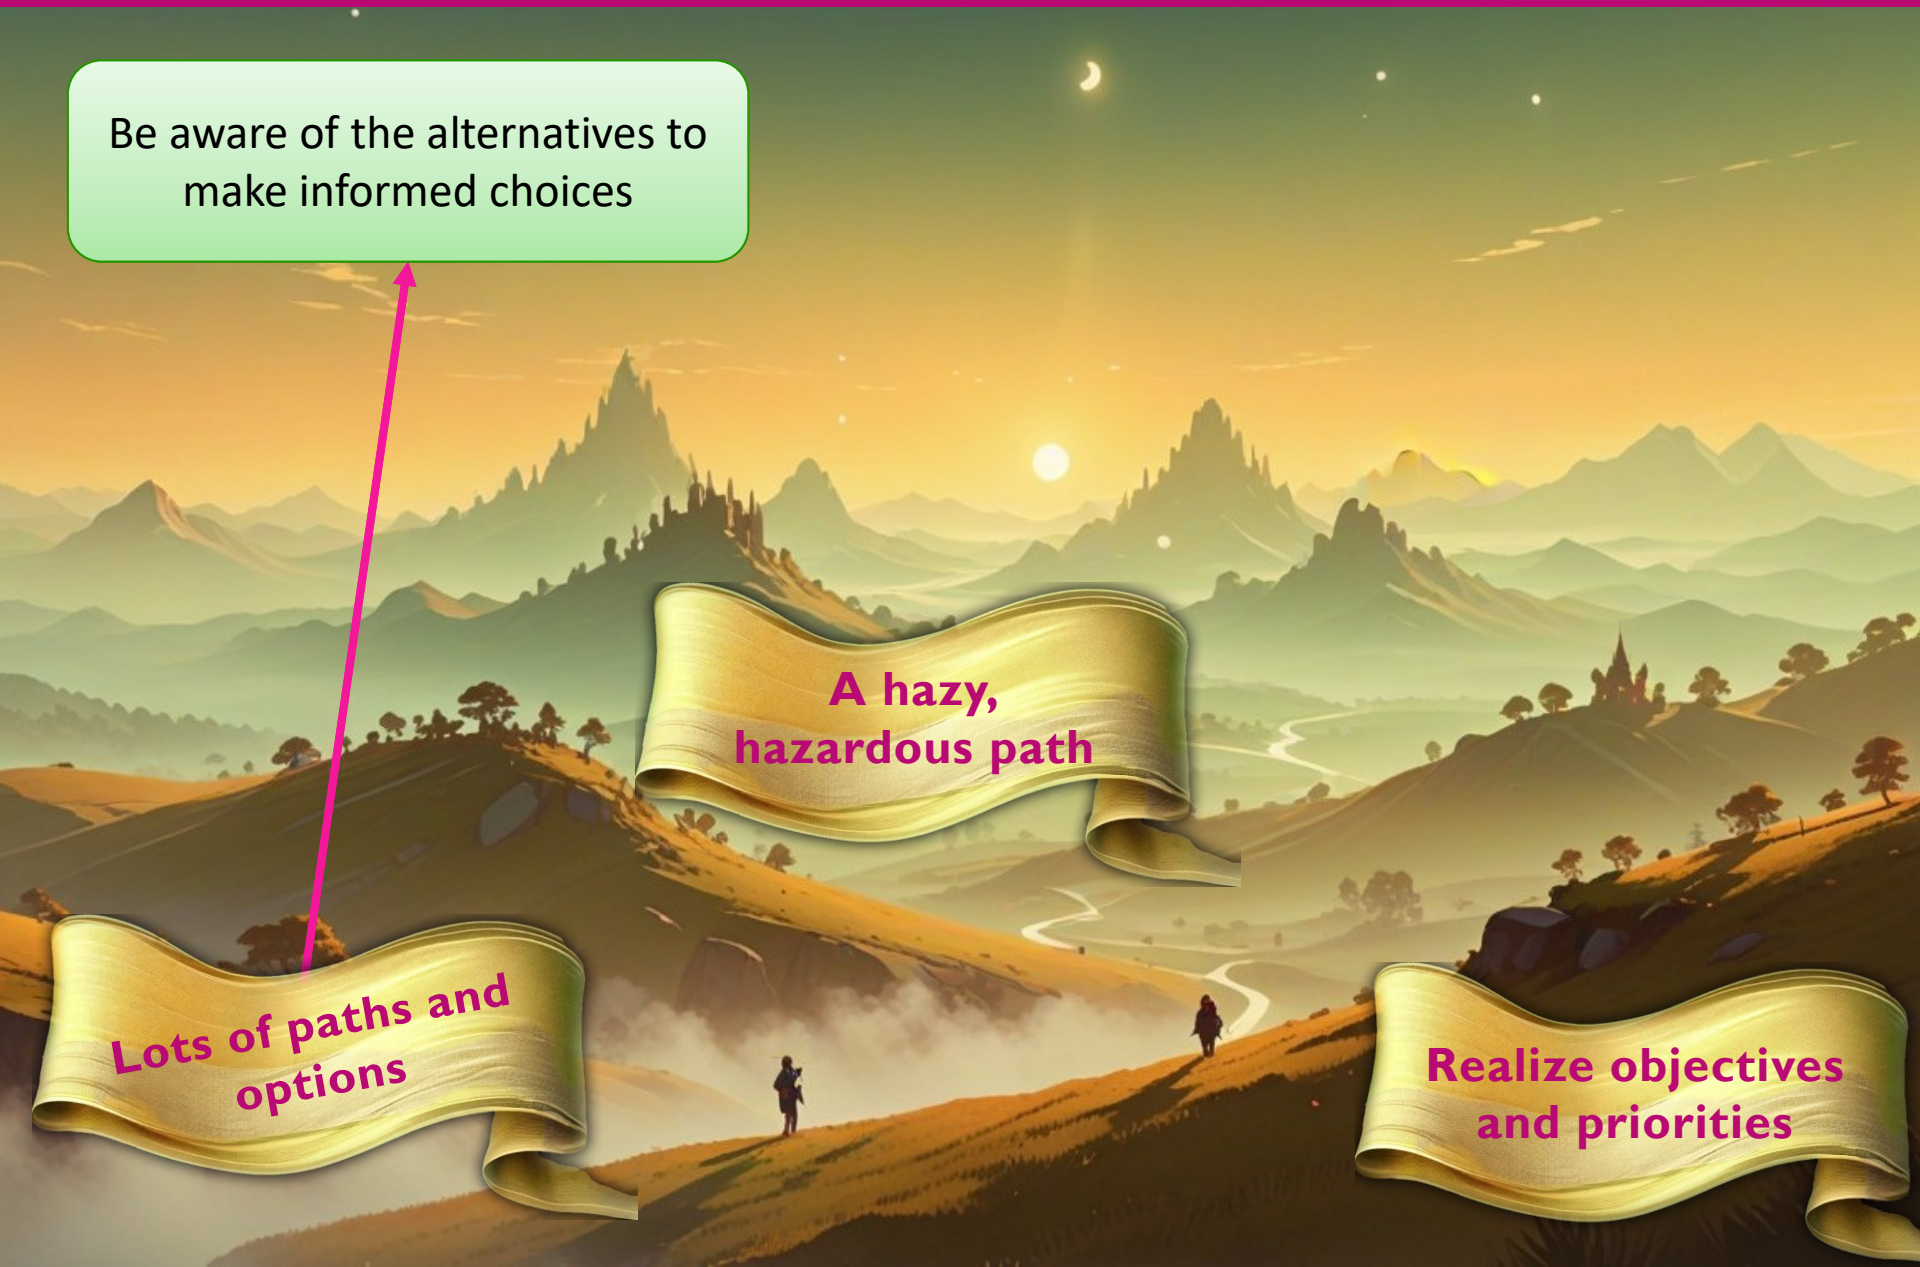 Be aware of the alternatives to
make informed choices
A hazy,
hazardous path
Lots of paths and
options
Realize objectives
and priorities